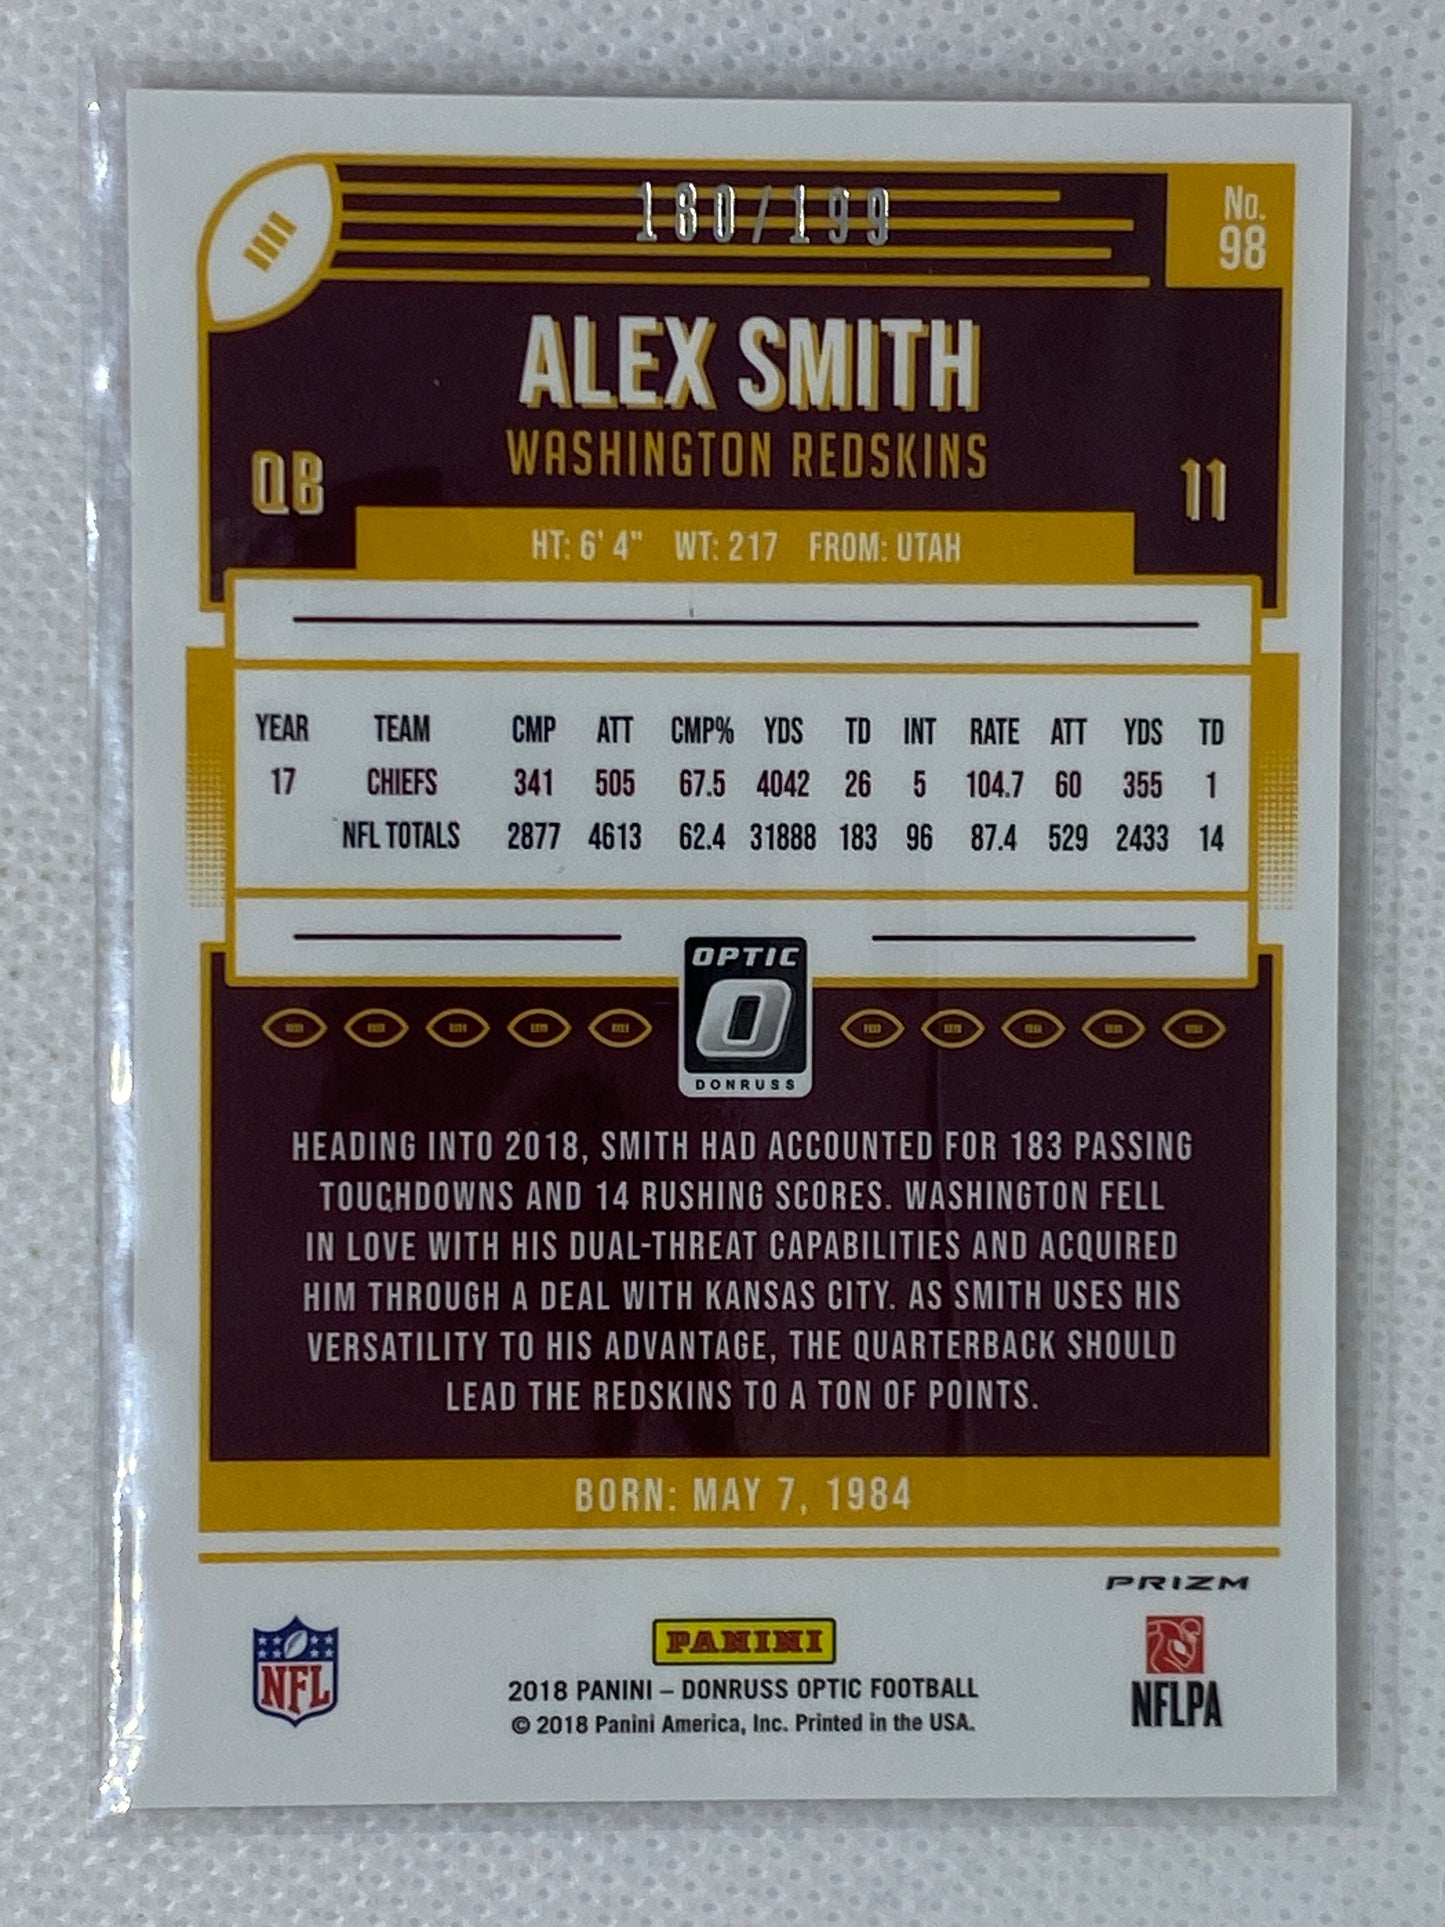 180/199
No.
98
ALEX SMITH
WASHINGTON REDSKINS
QB
11
HT: 6' 4" WT: 217 FROM: UTAH
YEAR TEAM CMP ATT CMP% YDS TD INT RATE ATT YDS TD
17 CHIEFS 341 505 67.5 4042 26 5 104.7 60 355 1
NFL TOTALS 2877 4613 62.4 31888 183 96 87.4 529 2433 14
OPTIC
O
DONRUSS
HEADING INTO 2018, SMITH HAD ACCOUNTED FOR 183 PASSING
TOUCHDOWNS AND 14 RUSHING SCORES. WASHINGTON FELL
IN LOVE WITH HIS DUAL-THREAT CAPABILITIES AND ACQUIRED
HIM THROUGH A DEAL WITH KANSAS CITY. AS SMITH USES HIS
VERSATILITY TO HIS ADVANTAGE, THE QUARTERBACK SHOULD
LEAD THE REDSKINS TO A TON OF POINTS.
BORN: MAY 7, 1984
PRIZM
NFL
PANINI
2018 PANINI – DONRUSS OPTIC FOOTBALL
© 2018 Panini America, Inc. Printed in the USA.
NFLPA